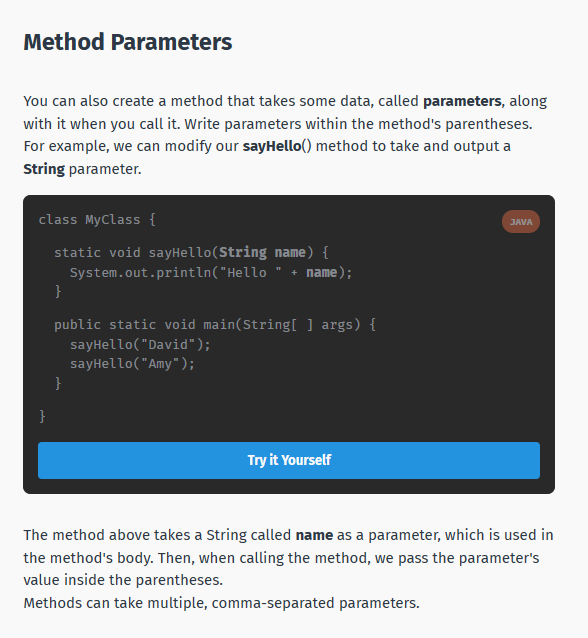 Method Parameters
You can also create a method that takes some data, called parameters, along
with it when you call it. Write parameters within the method's parentheses.
For example, we can modify our sayHello() method to take and output a
String parameter.
class MyClass {
JAVA
static void sayHello(String name) {
System.out.println("Hello " + name);
}
public static void main(String[ ] args) {
sayHello("David");
sayHello("Amy");
}
}
Try it Yourself
The method above takes a String called name as a parameter, which is used in
the method's body. Then, when calling the method, we pass the parameter's
value inside the parentheses.
Methods can take multiple, comma-separated parameters.